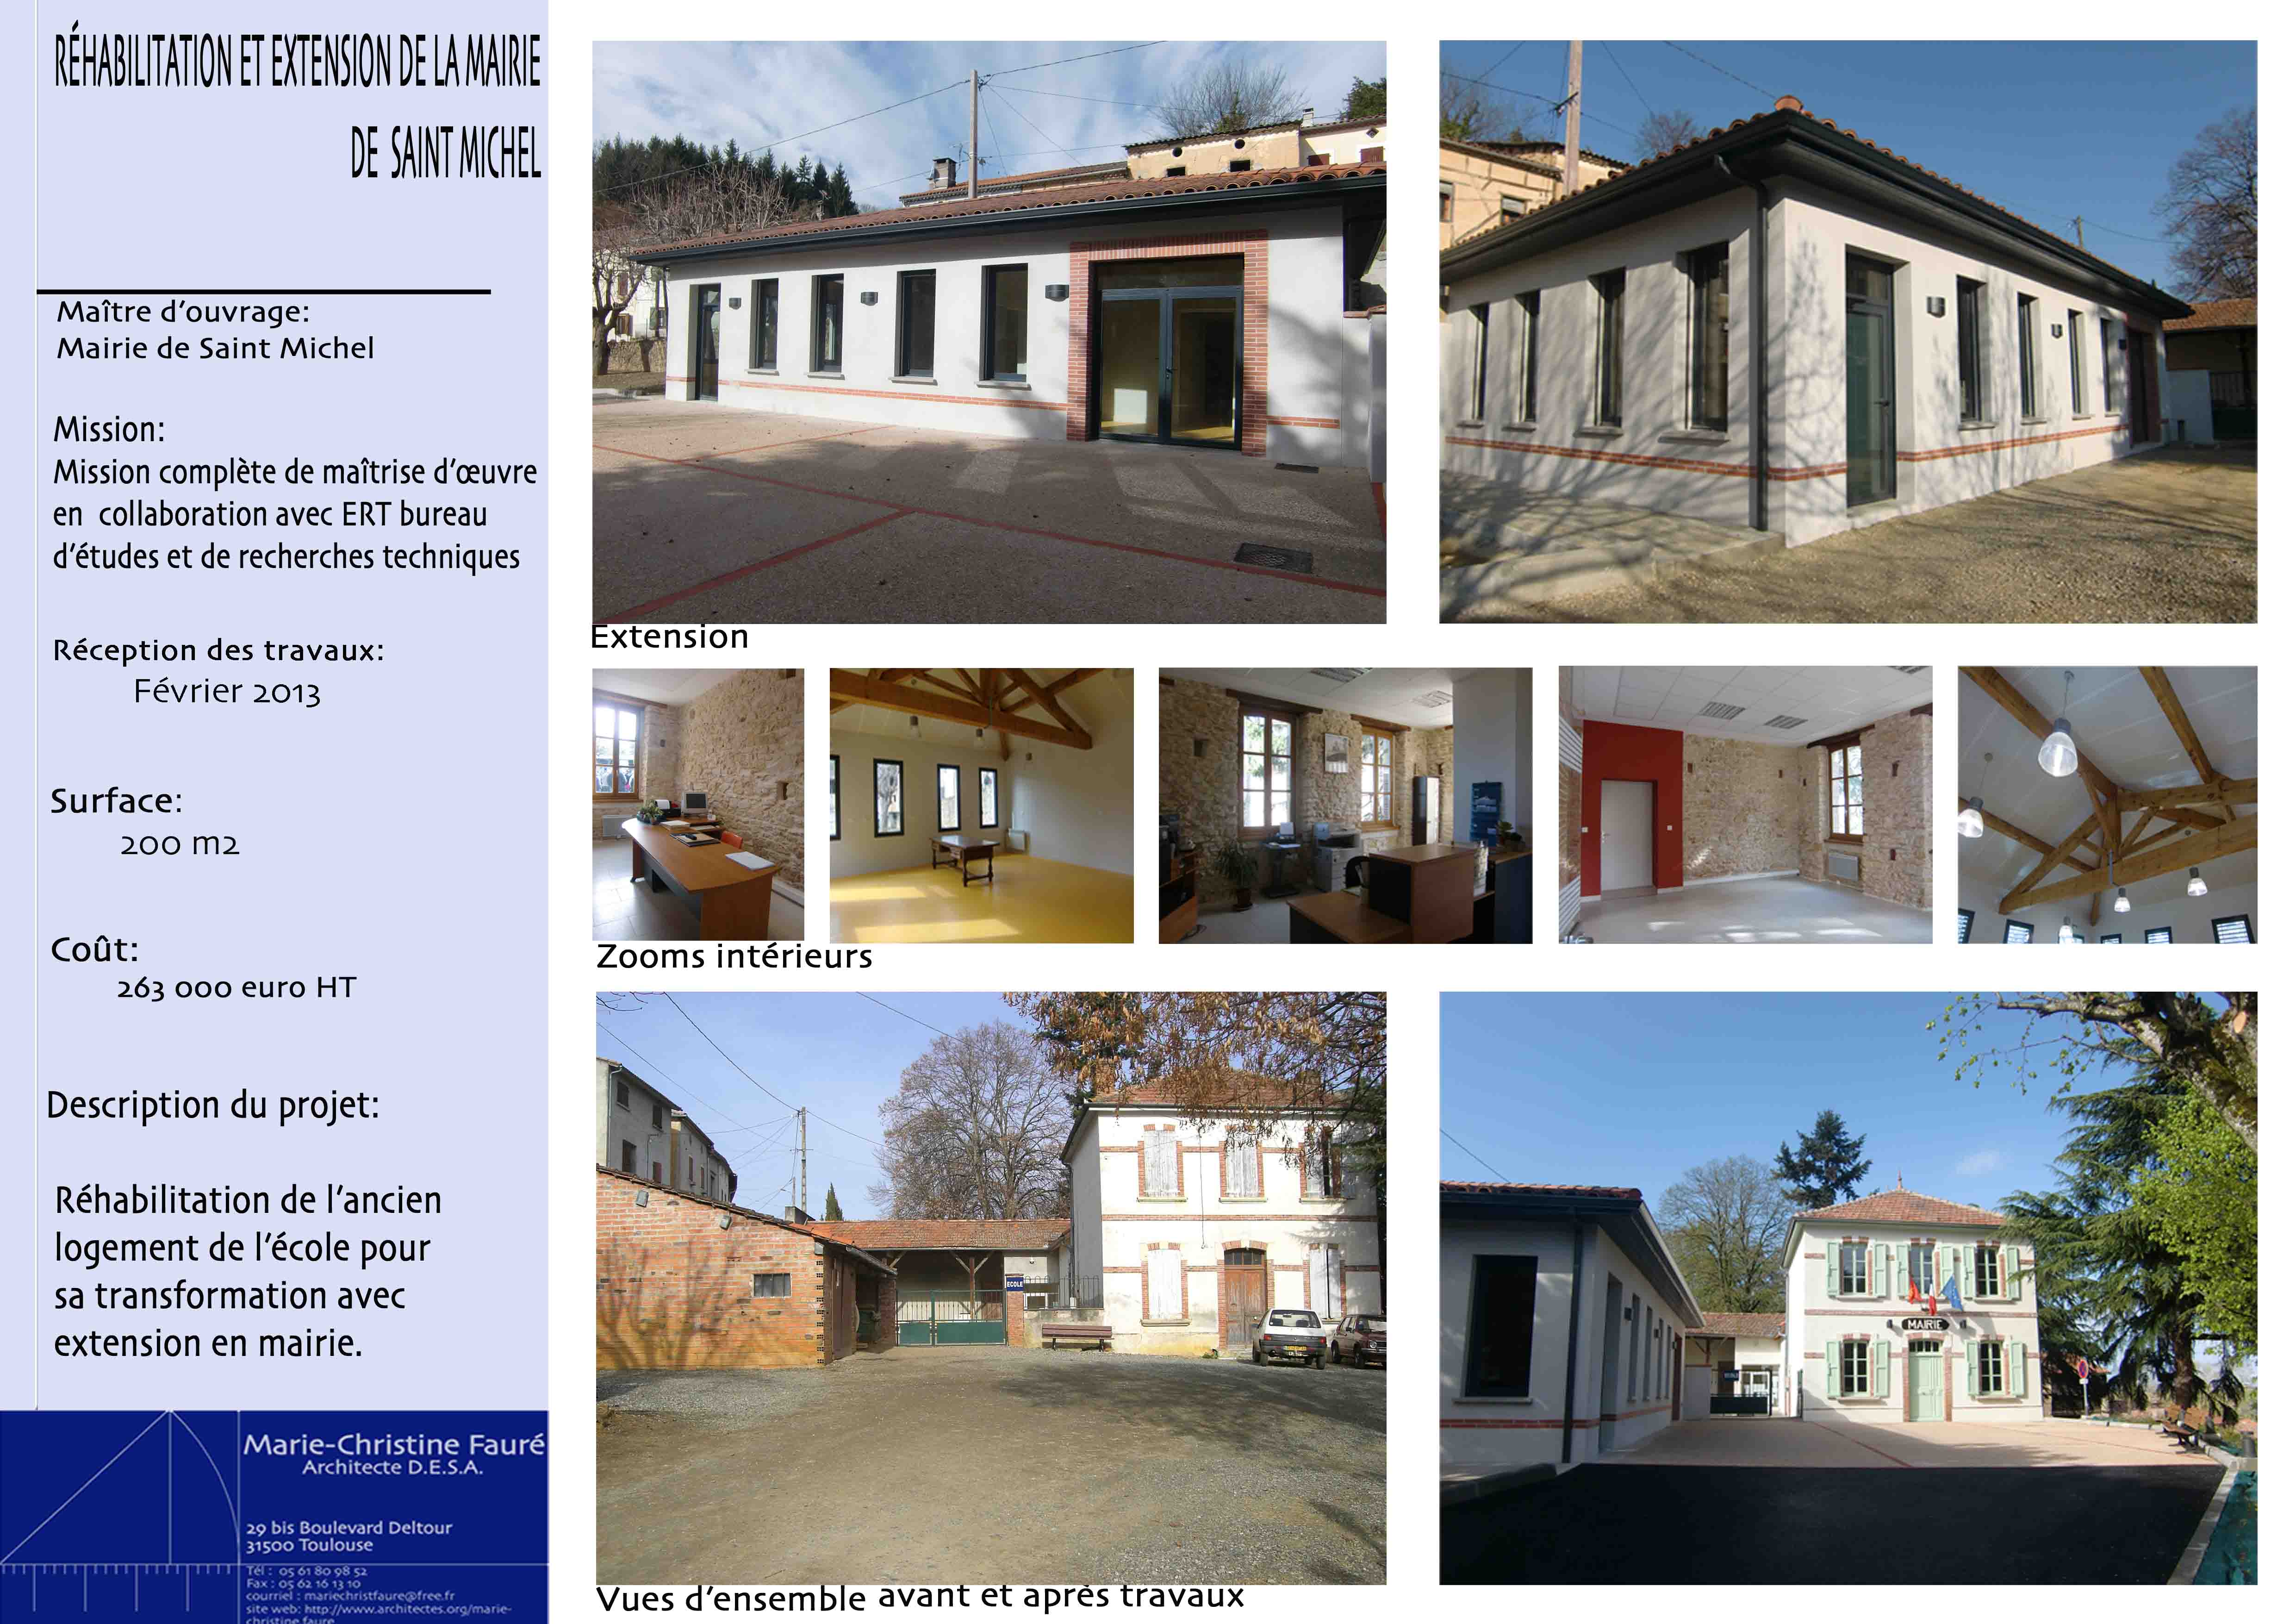 RÉHABILITATION ET EXTENSION DE LA MAIRIE
DE SAINT MICHEL
Maître d'ouvrage:
Mairie de Saint Michel
Mission:
Mission complète de maîtrise d'œuvre
en collaboration avec ERT bureau
d'études et de recherches techniques
Réception des travaux:
Février 2013
Surface:
200 m2
Coût:
263 000 euro HT
Description du projet:
Réhabilitation de l'ancien
logement de l'école pour
sa transformation avec
extension en mairie.
Marie-Christine Fauré
Architecte D.E.S.A.
29 bis Boulevard Deltour
31500 Toulouse
Tél : 05 61 80 98 52
Fax : 05 62 16 13 10
courriel : mariechristfaure@free.fr
site web: http://www.architectes.org/marie-
christine faure
Extension
Zooms intérieurs
ECOLE
MAIRIE
Vues d'ensemble avant et après travaux